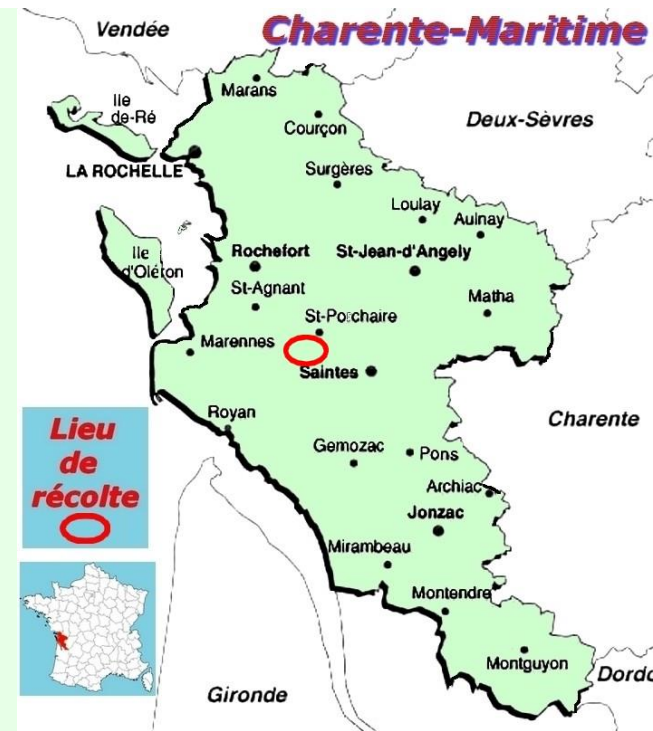 Charente-Maritime
Vendée
Marans
Ile
de-Ré
Courçon
Deux-Sèvres
LA ROCHELLE
Surgères
Loulay
Aulnay
Ile
d'Oléron
Rochefort
St-Jean-d'Angely
St-Agnant
Matha
St-Porchaire
Marennes
Saintes
Royan
Charente
Lieu
de
récolte
Gemozac
Pons
Archiac
Jonzac
Mirambeau
Montendre
Montguyon
Dordo
Gironde